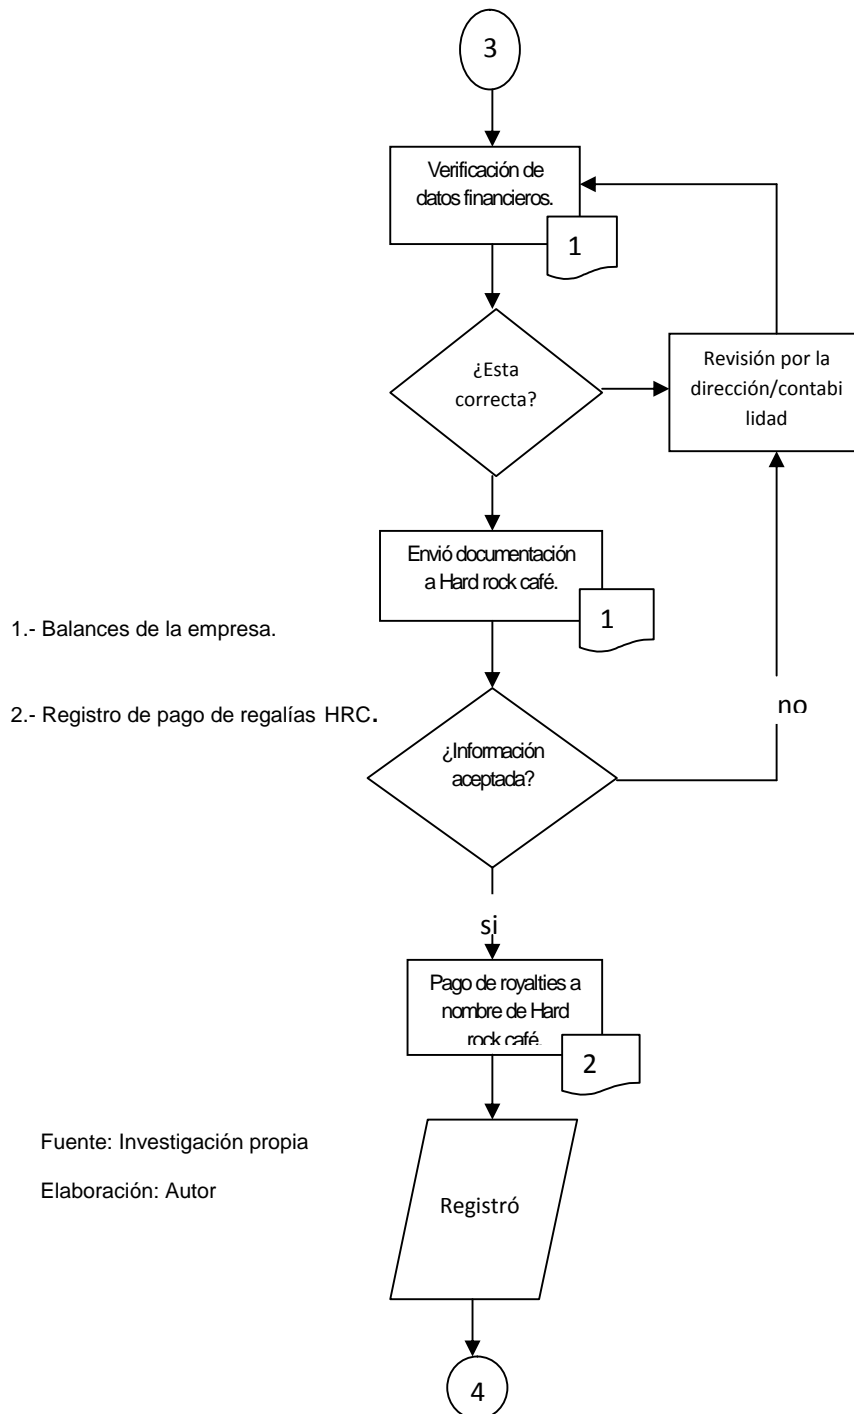 3
Verificación de
datos financieros.
1
¿Esta
correcta?
Revisión por la
dirección/contabi
lidad
Envió documentación
a Hard rock café.
1
1.- Balances de la empresa.
2.- Registro de pago de regalías HRC.
no
¿Información
aceptada?
si
Pago de royalties a
nombre de Hard
rock café.
2
Fuente: Investigación propia
Elaboración: Autor
Registró
4